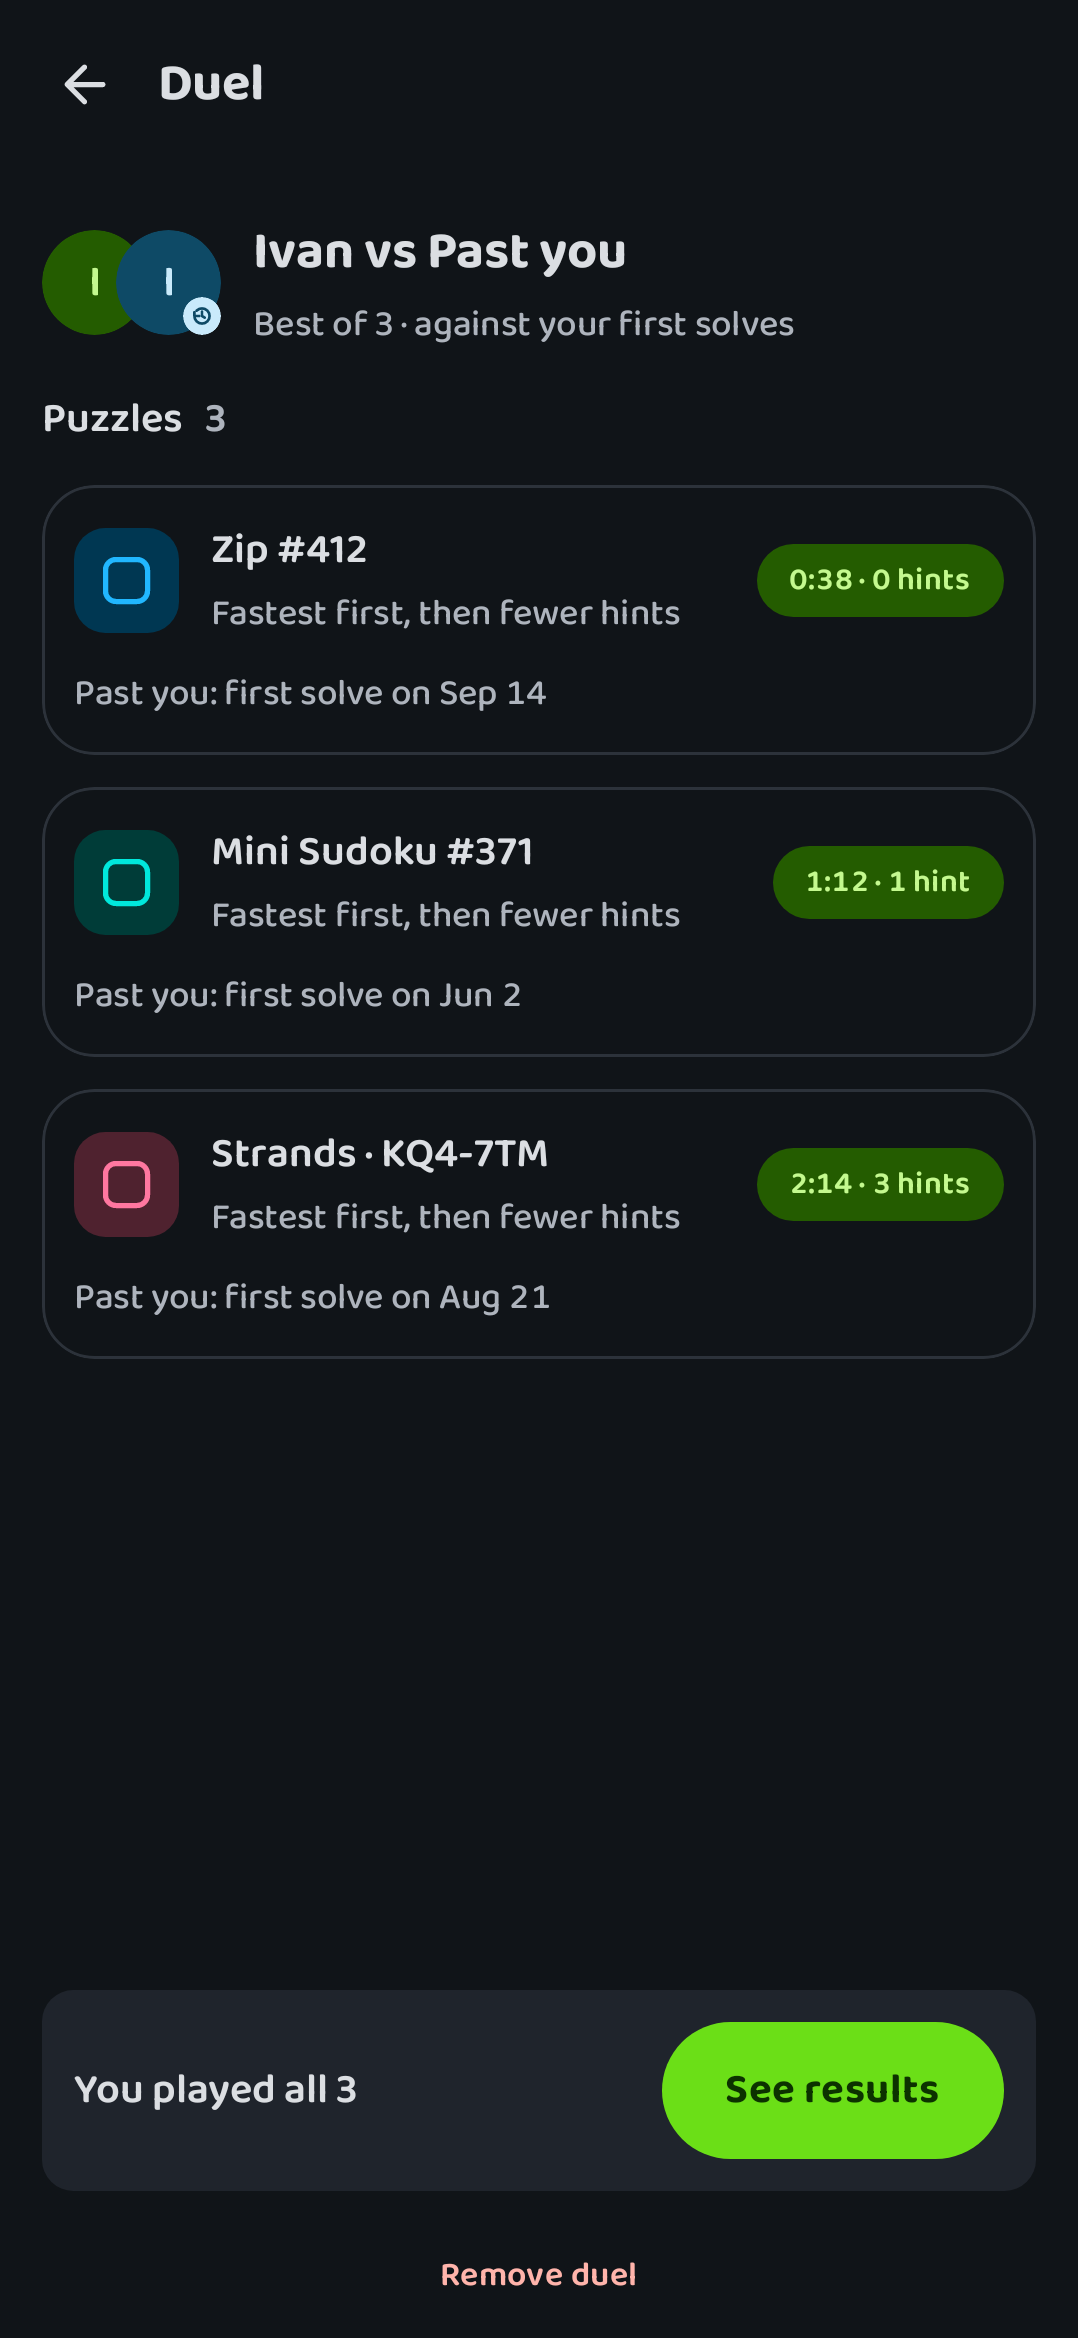 Duel
I I
Ivan vs Past you
Best of 3 · against your first solves
Puzzles 3
Zip #412
Fastest first, then fewer hints
0:38 · 0 hints
Past you: first solve on Sep 14
Mini Sudoku #371
Fastest first, then fewer hints
1:12 · 1 hint
Past you: first solve on Jun 2
Strands · KQ4-7TM
Fastest first, then fewer hints
2:14 · 3 hints
Past you: first solve on Aug 21
You played all 3
See results
Remove duel